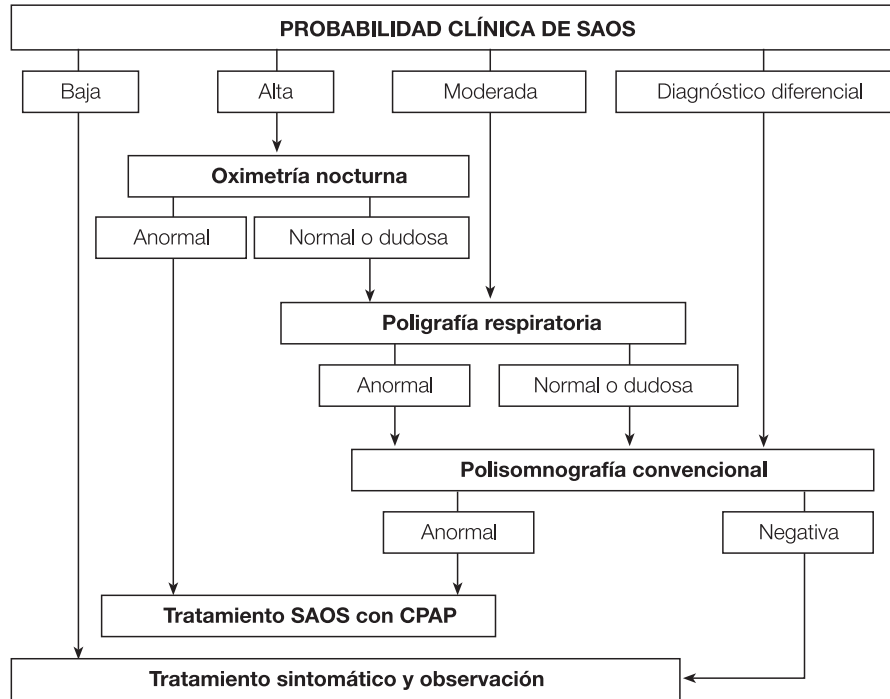 PROBABILIDAD CLÍNICA DE SAOS
Baja
Alta
Moderada
Diagnóstico diferencial
Oximetría nocturna
Anormal
Normal o dudosa
Poligrafía respiratoria
Anormal
Normal o dudosa
Polisomnografía convencional
Anormal
Negativa
Tratamiento SAOS con CPAP
Tratamiento sintomático y observación